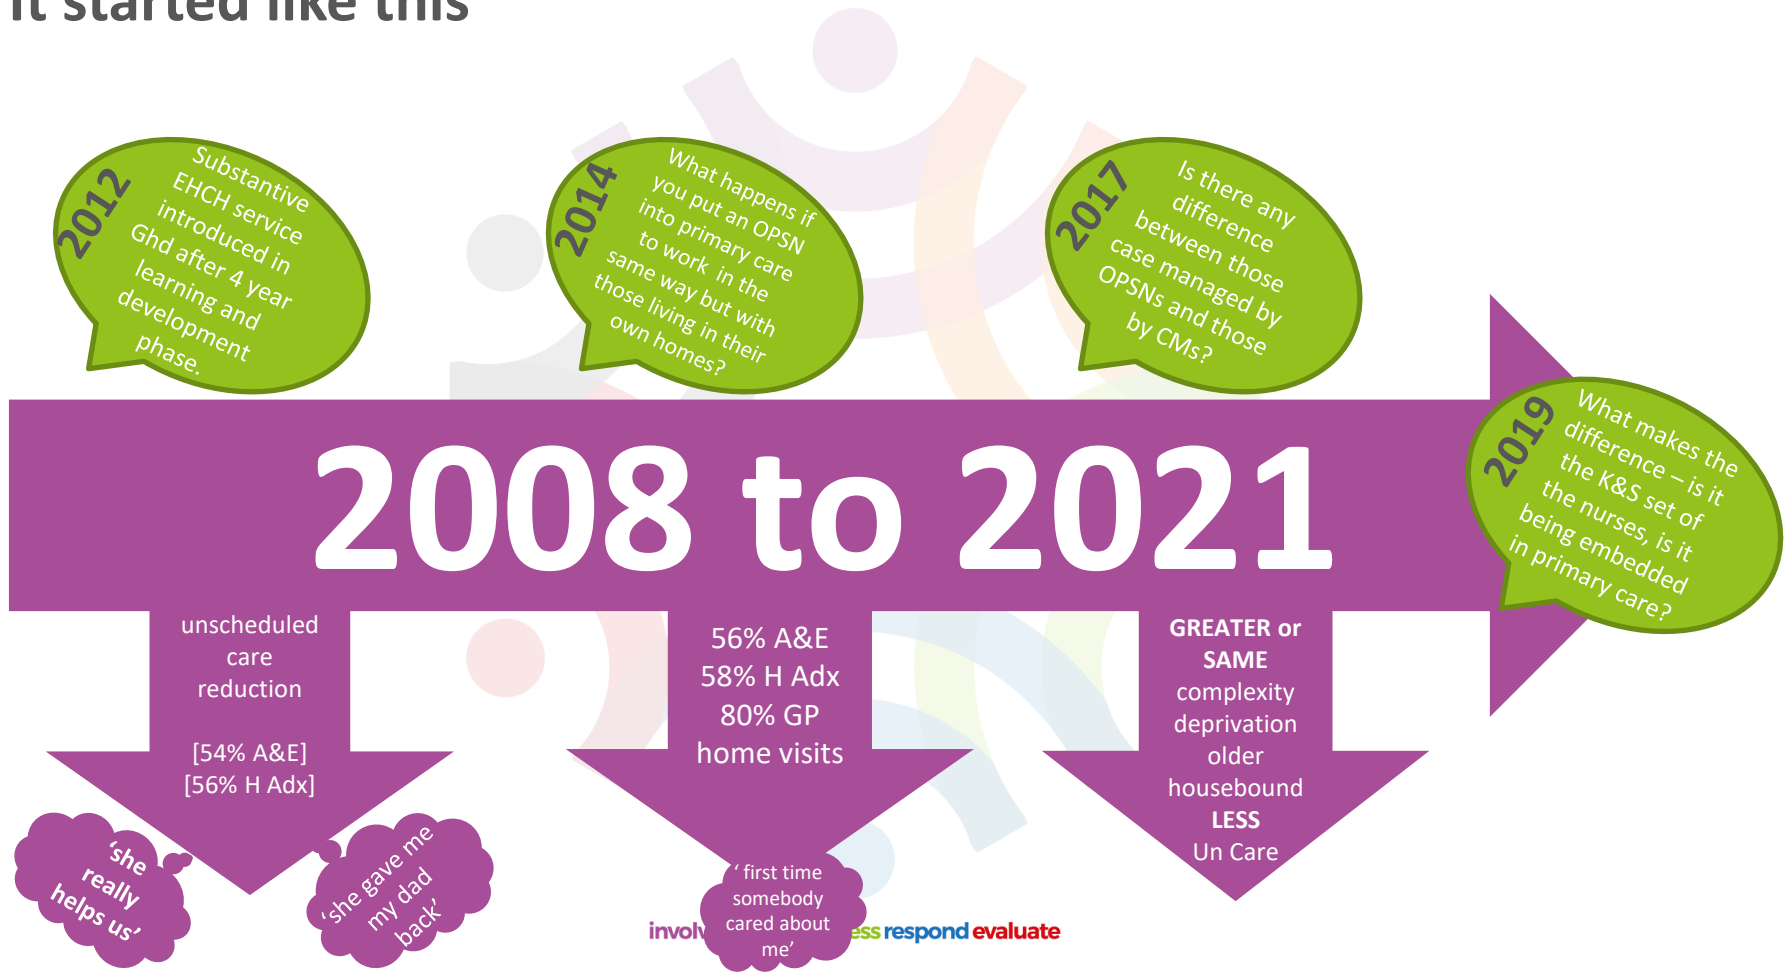 It started like this
2012
Substantive
EHCH service
introduced in
Ghd after 4 year
learning and
development
phase.
2014
What happens if
you put an OPSN
into primary care
to work in the
same way but with
those living in their
own homes?
2017
Is there any
difference
between those
case managed by
OPSNs and those
by CMs?
2019
What makes the
difference – is it
the K&S set of
the nurses, is it
being embedded
in primary care?
2008 to 2021
unscheduled
care
reduction
[54% A&E]
[56% H Adx]
56% A&E
58% H Adx
80% GP
home visits
GREATER or
SAME
complexity
deprivation
older
housebound
LESS
Un Care
'she
really
helps us'
'she gave me
my dad
back'
' first time
somebody
cared about
me'
respond evaluate